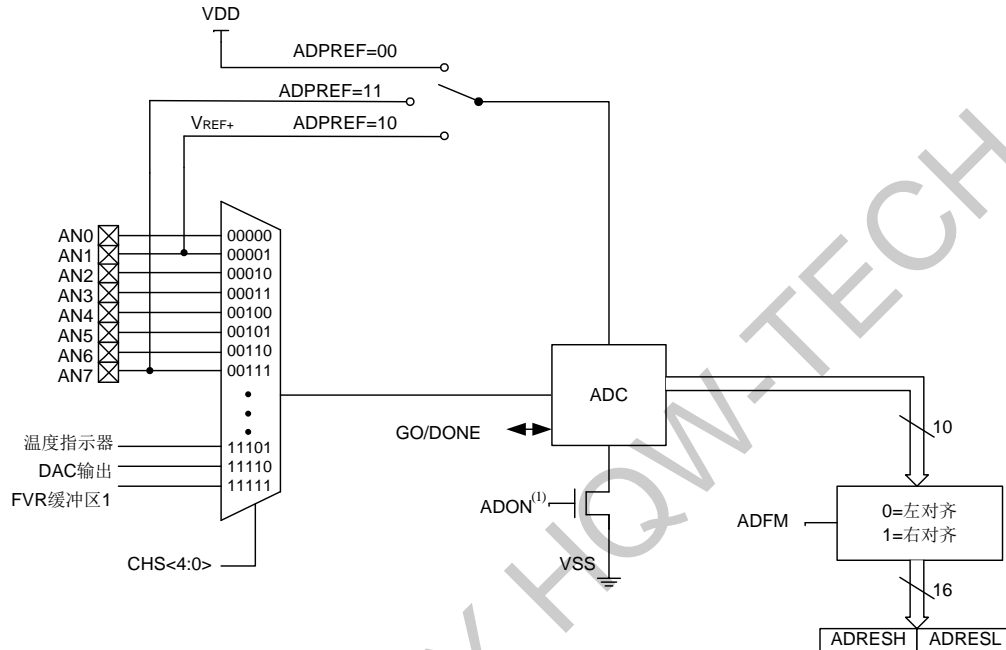 VDD
ADPREF=00
ADPREF=11
VREF+
ADPREF=10
AN0
AN1
AN2
AN3
AN4
AN5
AN6
AN7
00000
00001
00010
00011
00100
00101
00110
00111
温度指示器
DAC输出
FVR缓冲区1
11101
11110
11111
CHS<4:0>
ADC
GO/DONE
ADON(1)
VSS
10
ADFM
0=左对齐
1=右对齐
16
ADRESH
ADRESL
Y HQW-TECH